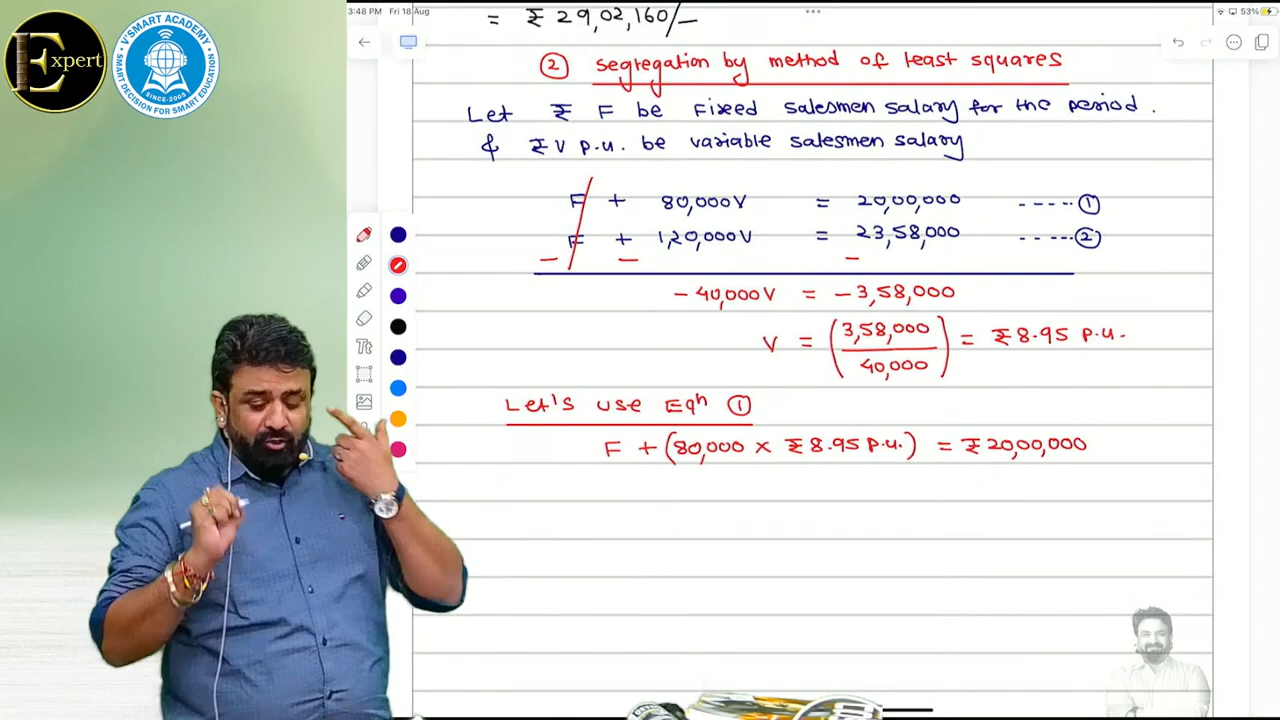 3:48 PM Fri 18 Aug
53%
= ₹ 29,02,160/-
② segregation by method of least squares
Let ₹ F be Fixed salesmen salary for the period.
& ₹ V p.u. be variable salesmen salary
F + 80,000V = 20,00,000 ----- ①
F + 1,20,000V = 23,58,000 ----- ②
- - -
- 40,000V = - 3,58,000
V = (3,58,000 / 40,000) = ₹8.95 p.u.
Let's use Eqn ①
F + (80,000 × ₹8.95 p.u.) = ₹20,00,000
Expert
V'SMART ACADEMY
SINCE-2005
SMART DECISION FOR SMART EDUCATION
Tt